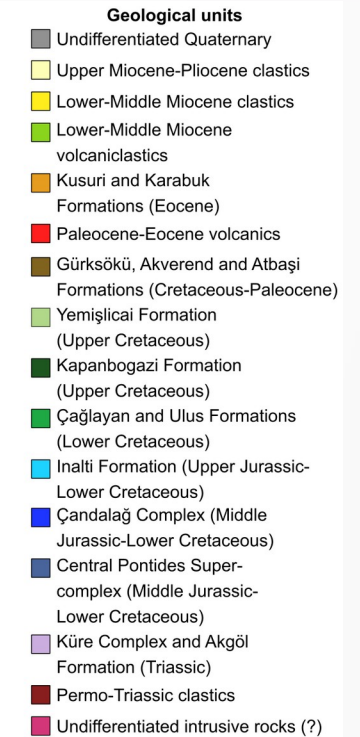 Geological units
Undifferentiated Quaternary
Upper Miocene-Pliocene clastics
Lower-Middle Miocene clastics
Lower-Middle Miocene
volcaniclastics
Kusuri and Karabuk
Formations (Eocene)
Paleocene-Eocene volcanics
Gürksökü, Akverend and Atbaşi
Formations (Cretaceous-Paleocene)
Yemişlicai Formation
(Upper Cretaceous)
Kapanbogazi Formation
(Upper Cretaceous)
Çağlayan and Ulus Formations
(Lower Cretaceous)
Inalti Formation (Upper Jurassic-
Lower Cretaceous)
Çandalağ Complex (Middle
Jurassic-Lower Cretaceous)
Central Pontides Super-
complex (Middle Jurassic-
Lower Cretaceous)
Küre Complex and Akgöl
Formation (Triassic)
Permo-Triassic clastics
Undifferentiated intrusive rocks (?)